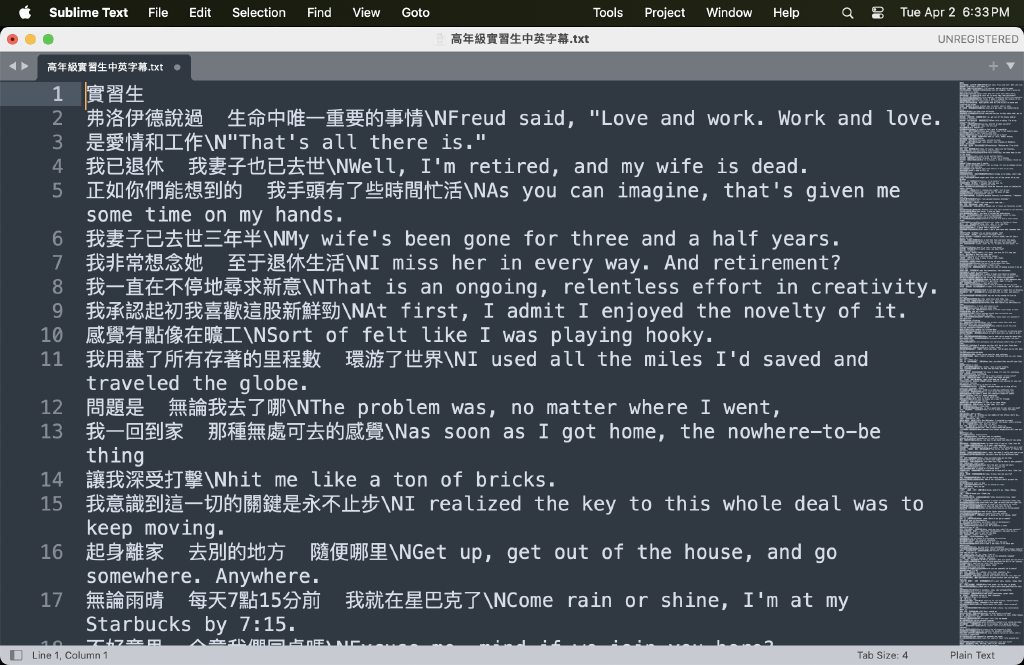 Sublime Text File Edit Selection Find View Goto Tools Project Window Help Tue Apr 2 6:33 PM
高年級實習生中英字幕.txt UNREGISTERED
高年級實習生中英字幕.txt
1 實習生
2 弗洛伊德說過 生命中唯一重要的事情\NFreud said, "Love and work. Work and love.
3 是愛情和工作\N"That's all there is."
4 我已退休 我妻子也已去世\NWell, I'm retired, and my wife is dead.
5 正如你們能想到的 我手頭有了些時間忙活\NAs you can imagine, that's given me
some time on my hands.
6 我妻子已去世三年半\NMy wife's been gone for three and a half years.
7 我非常想念她 至于退休生活\NI miss her in every way. And retirement?
8 我一直在不停地尋求新意\NThat is an ongoing, relentless effort in creativity.
9 我承認起初我喜歡這股新鮮勁\NAt first, I admit I enjoyed the novelty of it.
10 感覺有點像在曠工\NSort of felt like I was playing hooky.
11 我用盡了所有存著的里程數 環游了世界\NI used all the miles I'd saved and
traveled the globe.
12 問題是 無論我去了哪\NThe problem was, no matter where I went,
13 我一回到家 那種無處可去的感覺\Nas soon as I got home, the nowhere-to-be
thing
14 讓我深受打擊\Nhit me like a ton of bricks.
15 我意識到這一切的關鍵是永不止步\NI realized the key to this whole deal was to
keep moving.
16 起身離家 去別的地方 隨便哪里\NGet up, get out of the house, and go
somewhere. Anywhere.
17 無論雨晴 每天7點15分前 我就在星巴克了\NCome rain or shine, I'm at my
Starbucks by 7:15.
Line 1, Column 1 Tab Size: 4 Plain Text